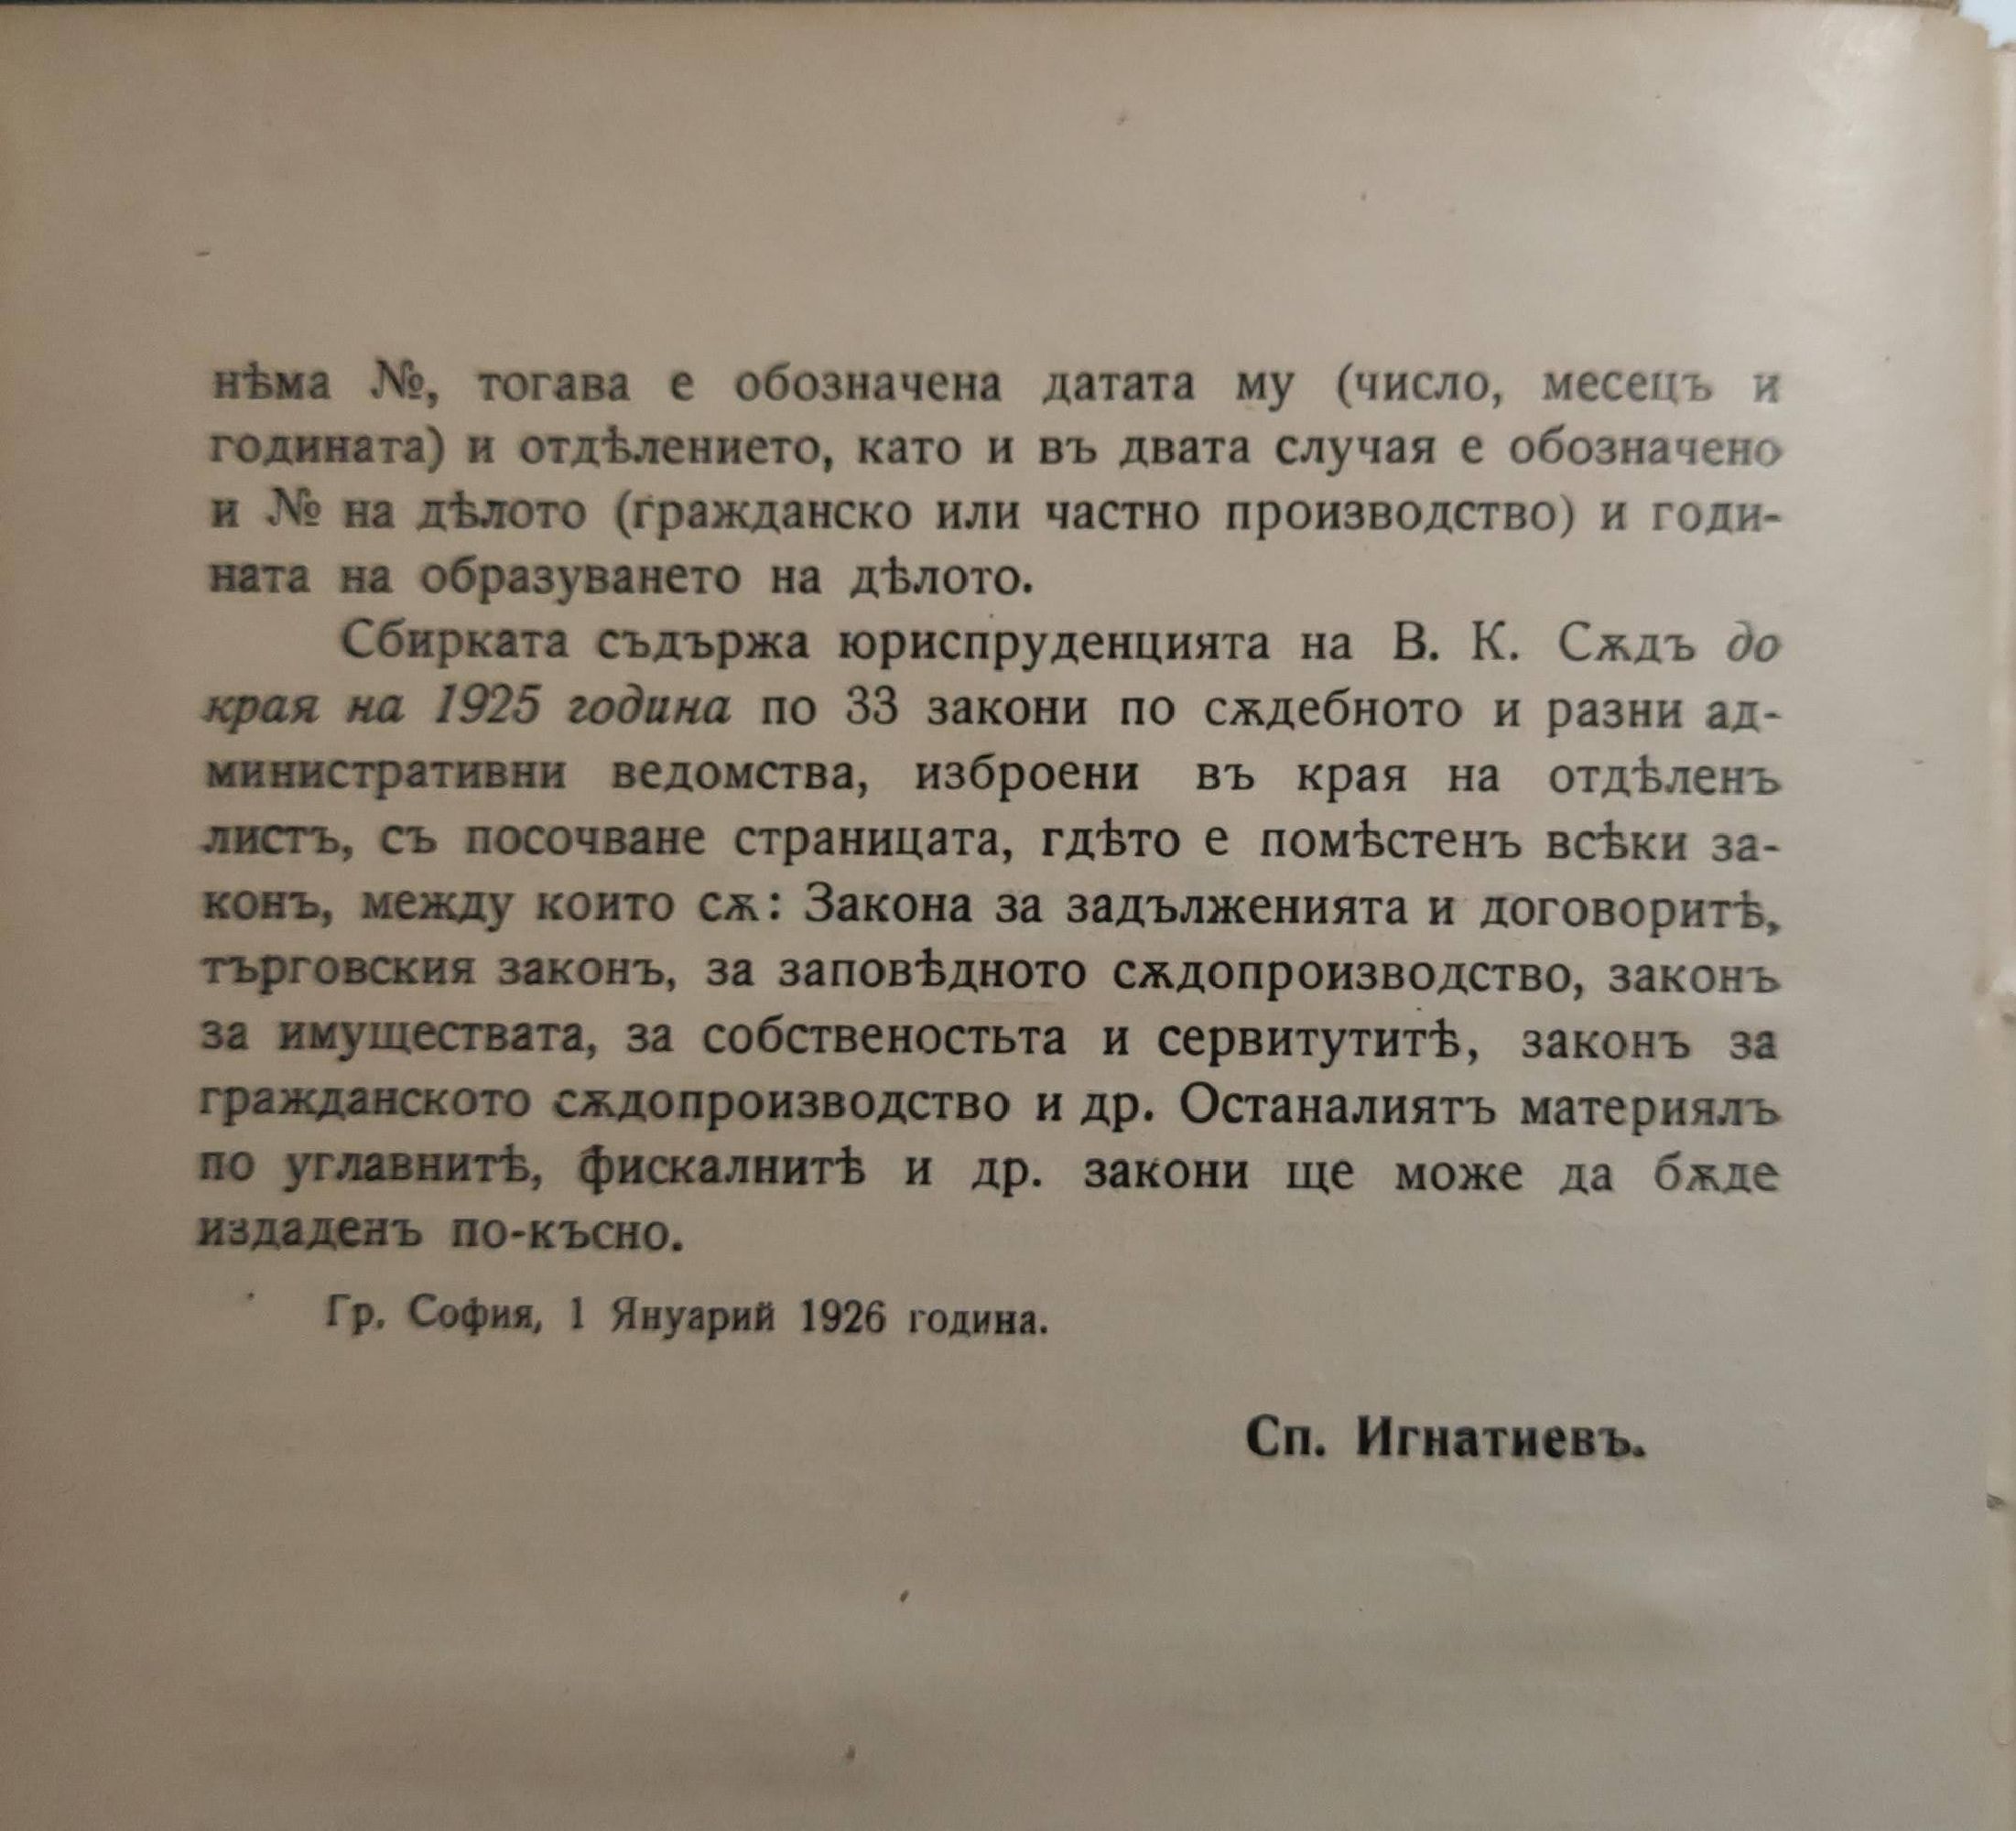 нѣма №, тогава е обозначена датата му (число, месецъ и
годината) и отдѣлението, като и въ двата случая е обозначено
и № на дѣлото (гражданско или частно производство) и годи-
ната на образуването на дѣлото.
Сбирката съдържа юриспруденцията на В. К. Сѫдъ до
края на 1925 година по 33 закони по сѫдебното и разни ад-
министративни ведомства, изброени въ края на отдѣленъ
листъ, съ посочване страницата, гдѣто е помѣстенъ всѣки за-
конъ, между които сѫ: Закона за задълженията и договоритѣ,
търговския законъ, за заповѣдното сѫдопроизводство, законъ
за имуществата, за собствеността и сервитутитѣ, законъ за
гражданското сѫдопроизводство и др. Останалиятъ материялъ
по углавнитѣ, фискалнитѣ и др. закони ще може да бѫде
издаденъ по-късно.
Гр. София, 1 Януарий 1926 година.
Сп. Игнатиевъ.